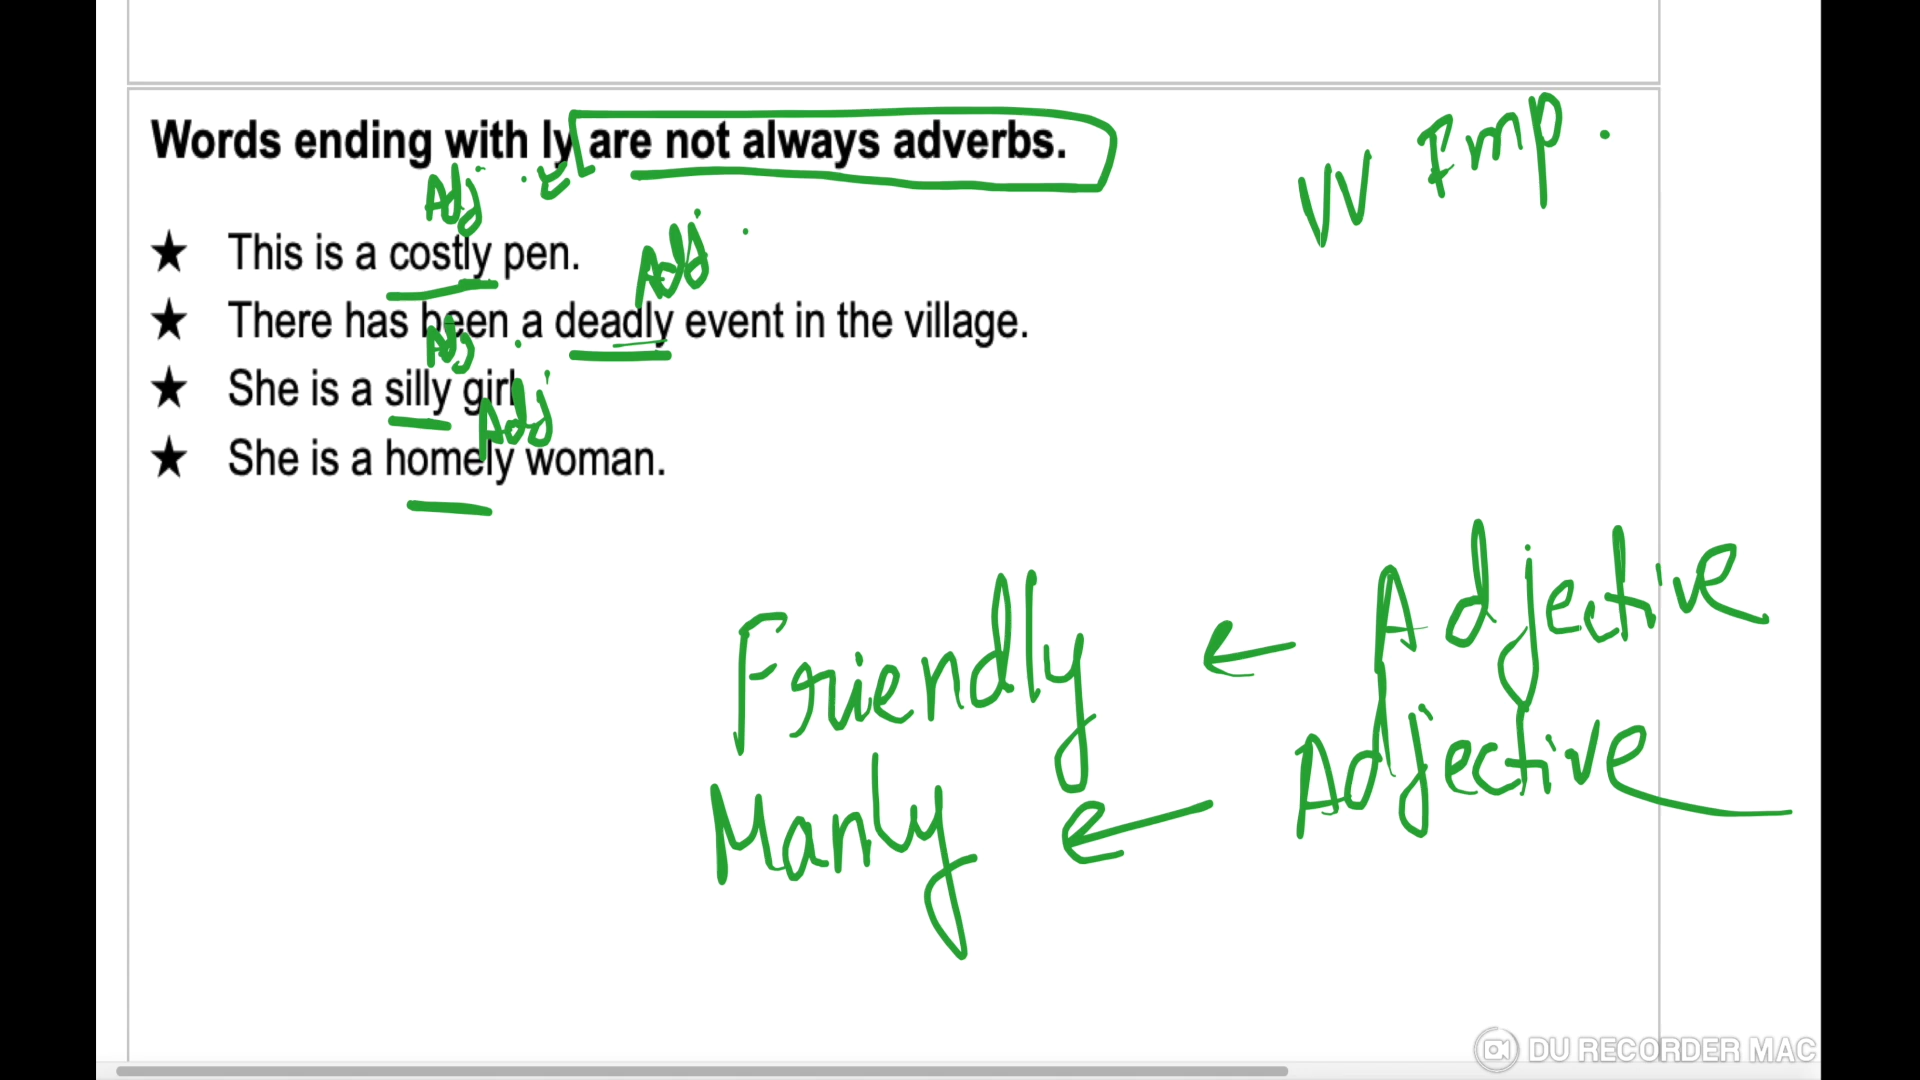 Words ending with ly are not always adverbs.
VV Imp.
Adj
★ This is a costly pen.
Adj
★ There has been a deadly event in the village.
Adj
★ She is a silly girl.
Adj
★ She is a homely woman.
Friendly ← Adjective
Manly ← Adjective
DU RECORDER MAC